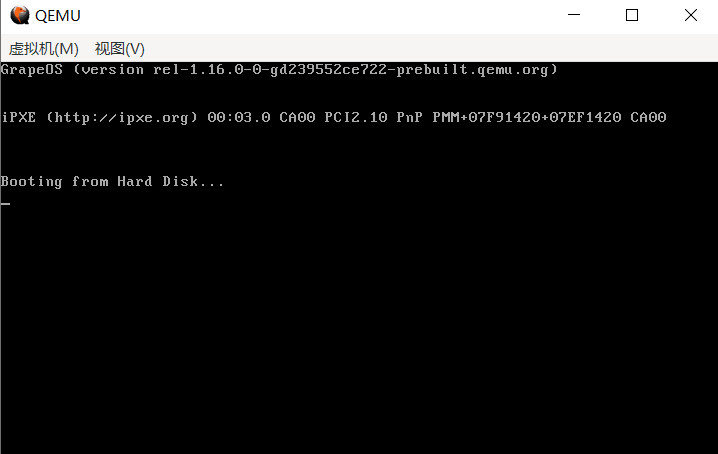 QEMU
虚拟机(M) 视图(V)
GrapeOS (version rel-1.16.0-0-gd239552ce722-prebuilt.qemu.org)
iPXE (http://ipxe.org) 00:03.0 CA00 PCI2.10 PnP PMM+07F91420+07EF1420 CA00
Booting from Hard Disk...